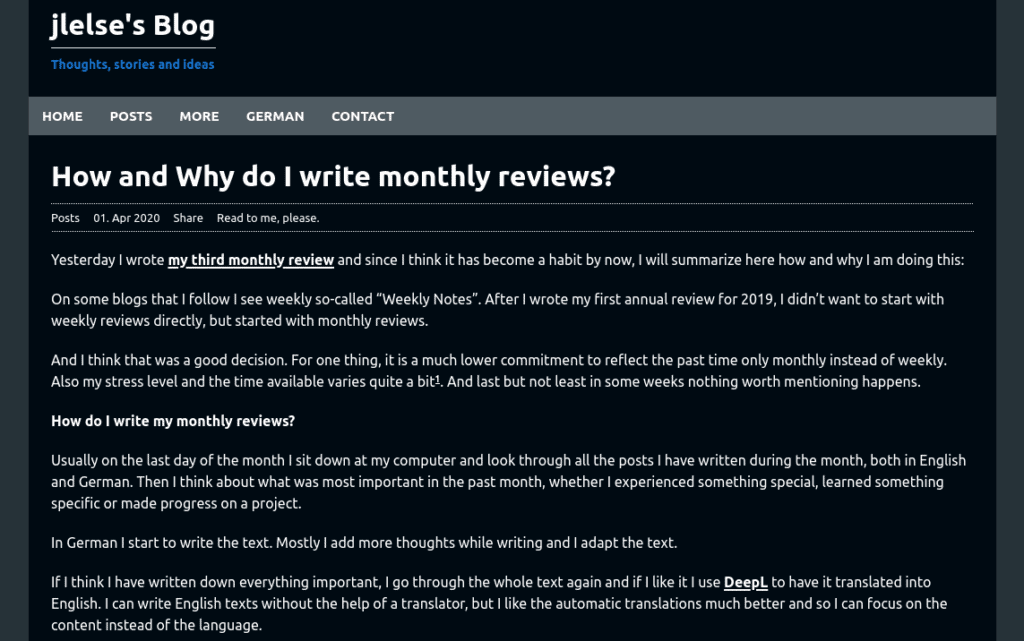 jlelse's Blog
Thoughts, stories and ideas
HOME POSTS MORE GERMAN CONTACT
How and Why do I write monthly reviews?
Posts 01. Apr 2020 Share Read to me, please.
Yesterday I wrote my third monthly review and since I think it has become a habit by now, I will summarize here how and why I am doing this:
On some blogs that I follow I see weekly so-called “Weekly Notes”. After I wrote my first annual review for 2019, I didn’t want to start with
weekly reviews directly, but started with monthly reviews.
And I think that was a good decision. For one thing, it is a much lower commitment to reflect the past time only monthly instead of weekly.
Also my stress level and the time available varies quite a bit¹. And last but not least in some weeks nothing worth mentioning happens.
How do I write my monthly reviews?
Usually on the last day of the month I sit down at my computer and look through all the posts I have written during the month, both in English
and German. Then I think about what was most important in the past month, whether I experienced something special, learned something
specific or made progress on a project.
In German I start to write the text. Mostly I add more thoughts while writing and I adapt the text.
If I think I have written down everything important, I go through the whole text again and if I like it I use DeepL to have it translated into
English. I can write English texts without the help of a translator, but I like the automatic translations much better and so I can focus on the
content instead of the language.